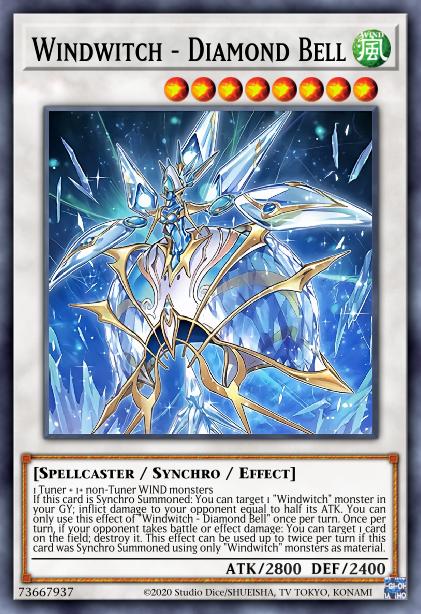 Windwitch - Diamond Bell
WIND
風
[Spellcaster / Synchro / Effect]
1 Tuner + 1+ non-Tuner WIND monsters
If this card is Synchro Summoned: You can target 1 "Windwitch" monster in
your GY; inflict damage to your opponent equal to half its ATK. You can
only use this effect of "Windwitch - Diamond Bell" once per turn. Once per
turn, if your opponent takes battle or effect damage: You can target 1 card
on the field; destroy it. This effect can be used up to twice per turn if this
card was Synchro Summoned using only "Windwitch" monsters as material.
ATK/2800 DEF/2400
73667937 ©2020 Studio Dice/SHUEISHA, TV TOKYO, KONAMI